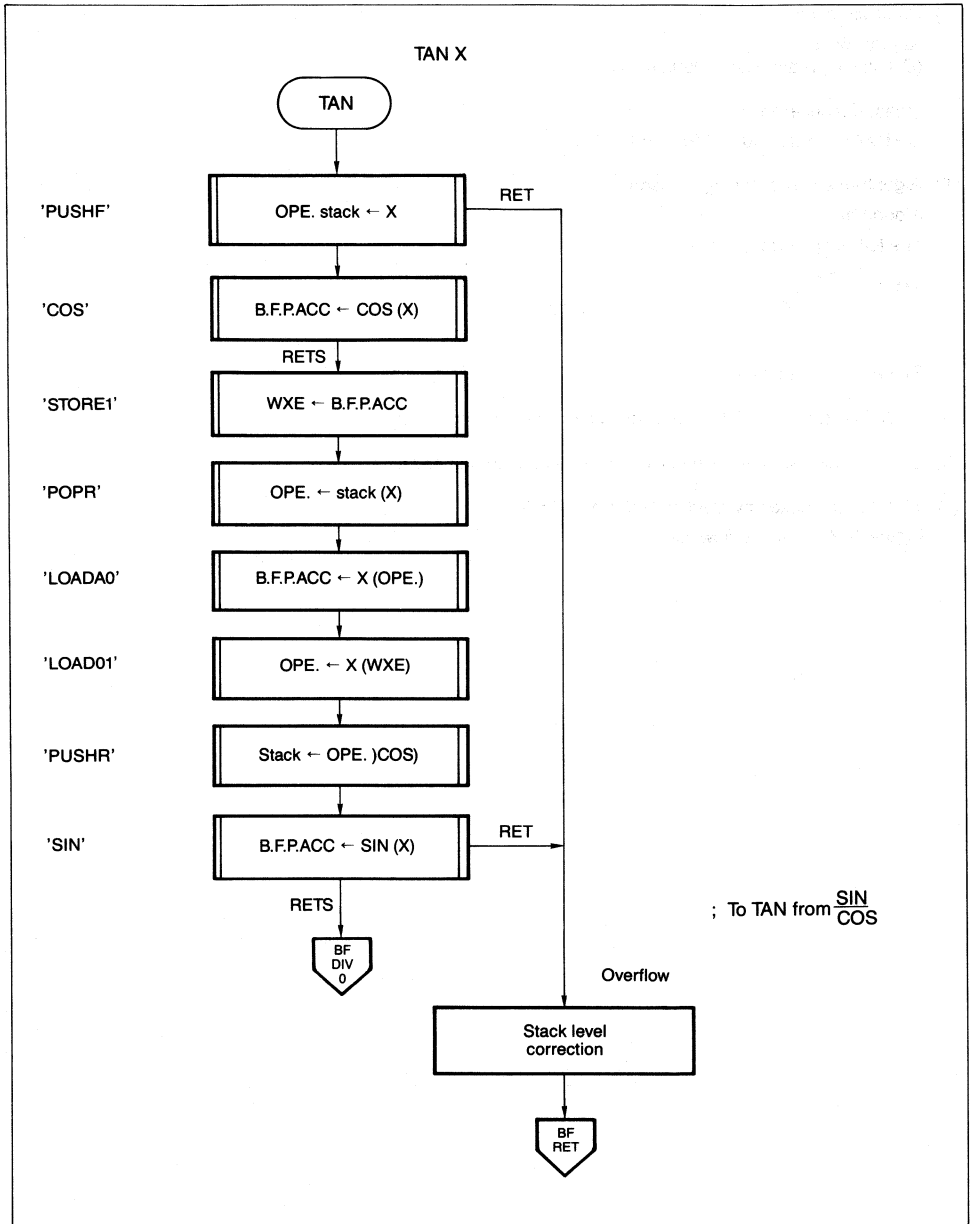 TAN X
TAN
'PUSHF'
OPE. stack ← X
RET
'COS'
B.F.P.ACC ← COS (X)
RETS
'STORE1'
WXE ← B.F.P.ACC
'POPR'
OPE. ← stack (X)
'LOADA0'
B.F.P.ACC ← X (OPE.)
'LOAD01'
OPE. ← X (WXE)
'PUSHR'
Stack ← OPE. )COS)
'SIN'
B.F.P.ACC ← SIN (X)
RET
RETS
; To TAN from SIN
COS
BF
DIV
0
Overflow
Stack level
correction
BF
RET